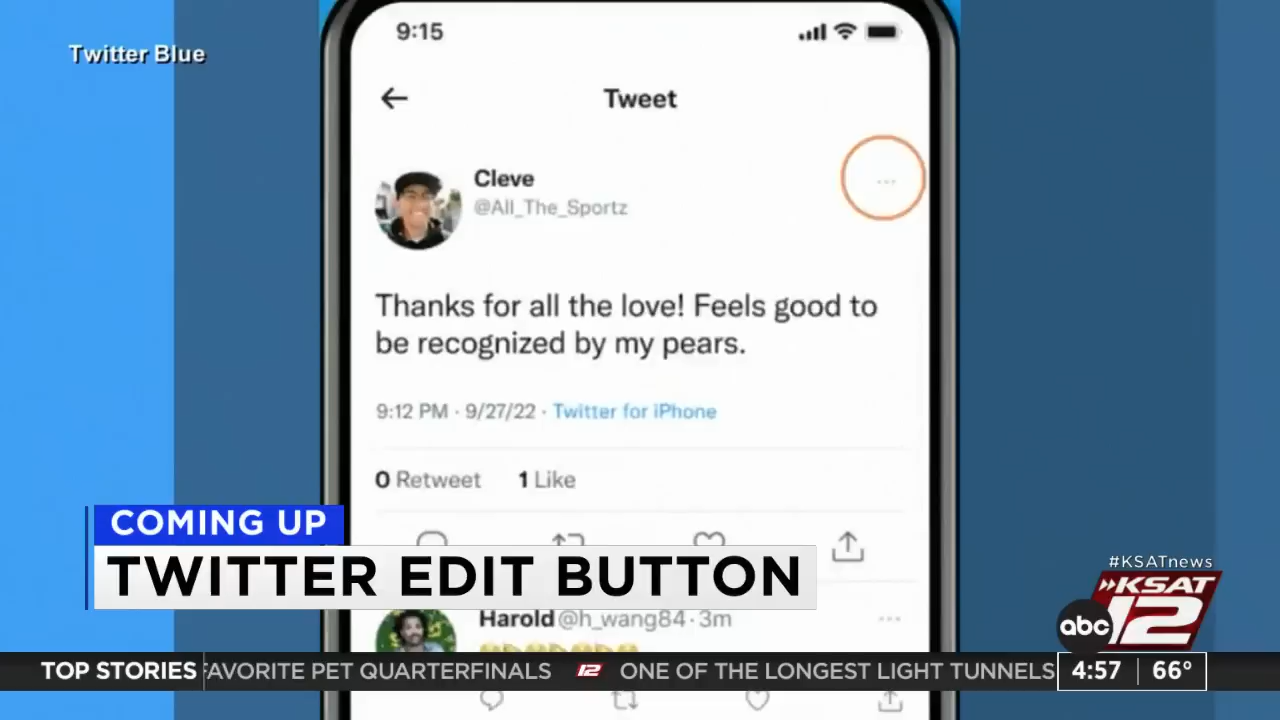 Twitter Blue
9:15
Tweet
Cleve
@All_The_Sportz
...
Thanks for all the love! Feels good to
be recognized by my pears.
9:12 PM · 9/27/22 · Twitter for iPhone
0 Retweet 1 Like
COMING UP
TWITTER EDIT BUTTON
Harold @h_wang84 · 3m
...
#KSATnews
KSAT
12
abc
TOP STORIES FAVORITE PET QUARTERFINALS 12 ONE OF THE LONGEST LIGHT TUNNELS 4:57 66°